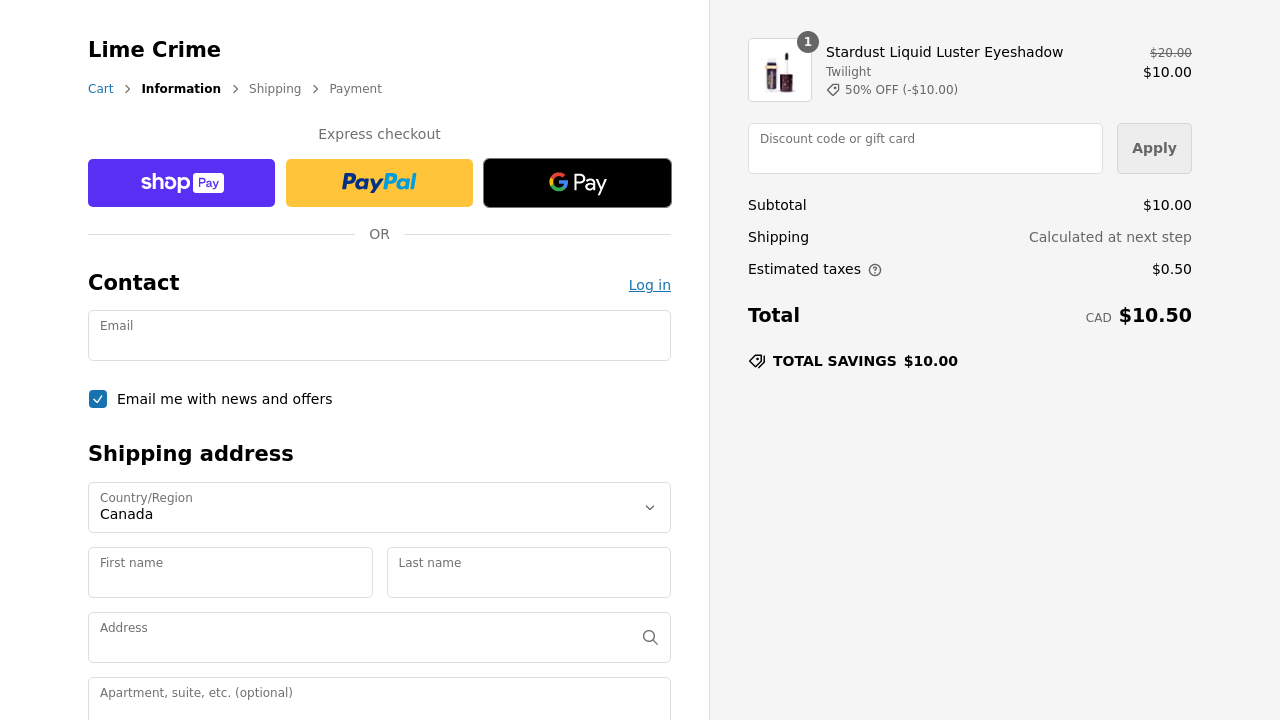 Lime Crime
Cart > Information > Shipping > Payment
Express checkout
shop Pay
PayPal
G Pay
OR
Contact
Log in
Email
Email me with news and offers
Shipping address
Country/Region
Canada
First name
Last name
Address
Apartment, suite, etc. (optional)
1
Stardust Liquid Luster Eyeshadow
$20.00
Twilight
$10.00
50% OFF (-$10.00)
Discount code or gift card
Apply
Subtotal $10.00
Shipping Calculated at next step
Estimated taxes $0.50
Total CAD $10.50
TOTAL SAVINGS $10.00